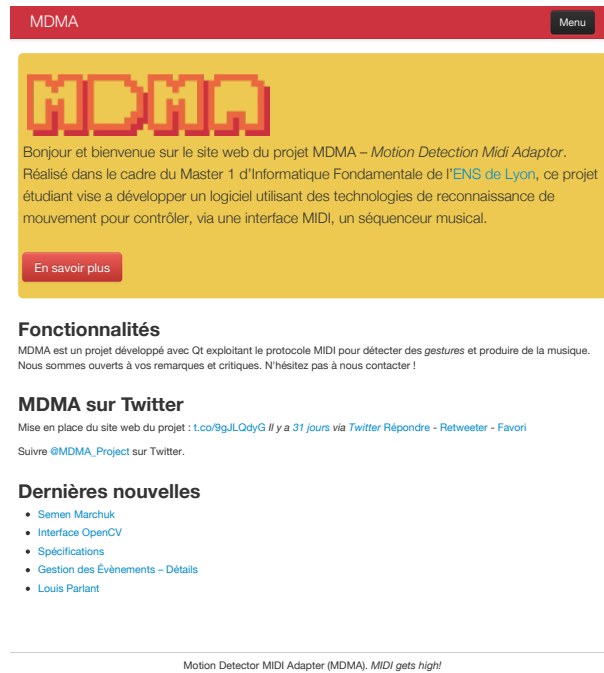 MDMA
Menu
MDMA
Bonjour et bienvenue sur le site web du projet MDMA – Motion Detection Midi Adaptor.
Réalisé dans le cadre du Master 1 d'Informatique Fondamentale de l'ENS de Lyon, ce projet
étudiant vise a développer un logiciel utilisant des technologies de reconnaissance de
mouvement pour contrôler, via une interface MIDI, un séquenceur musical.
En savoir plus
Fonctionnalités
MDMA est un projet développé avec Qt exploitant le protocole MIDI pour détecter des gestures et produire de la musique.
Nous sommes ouverts à vos remarques et critiques. N'hésitez pas à nous contacter !
MDMA sur Twitter
Mise en place du site web du projet : t.co/9gJLQdyG Il y a 31 jours via Twitter Répondre - Retweeter - Favori
Suivre @MDMA_Project sur Twitter.
Dernières nouvelles
• Semen Marchuk
• Interface OpenCV
• Spécifications
• Gestion des Évènements – Détails
• Louis Parlant
Motion Detector MIDI Adapter (MDMA). MIDI gets high!